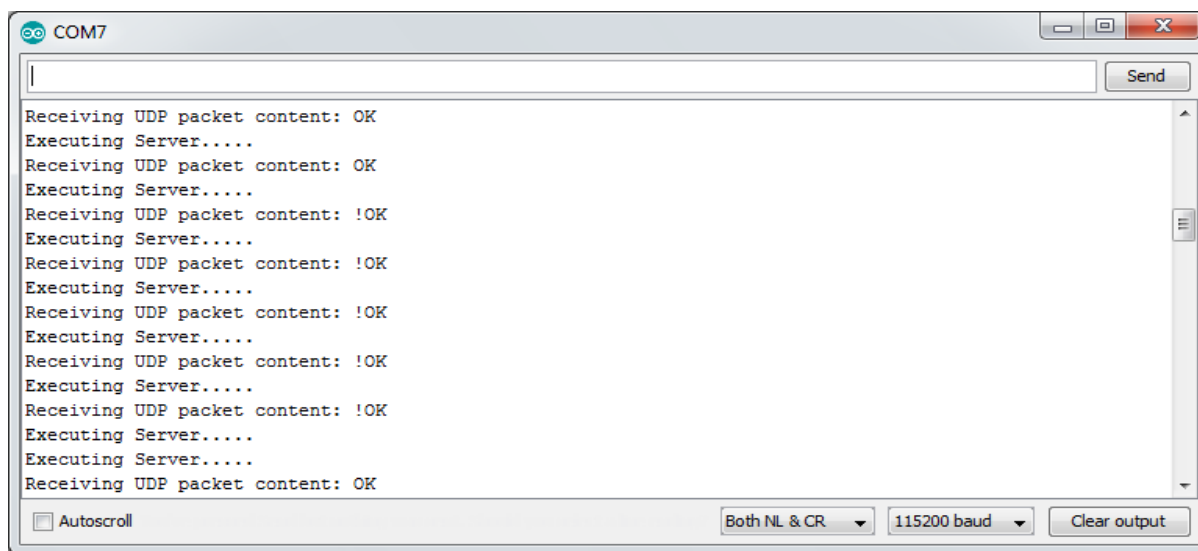 COM7
Send
Receiving UDP packet content: OK
Executing Server.....
Receiving UDP packet content: OK
Executing Server.....
Receiving UDP packet content: !OK
Executing Server.....
Receiving UDP packet content: !OK
Executing Server.....
Receiving UDP packet content: !OK
Executing Server.....
Receiving UDP packet content: !OK
Executing Server.....
Receiving UDP packet content: !OK
Executing Server.....
Executing Server.....
Receiving UDP packet content: OK
Autoscroll Both NL & CR 115200 baud Clear output